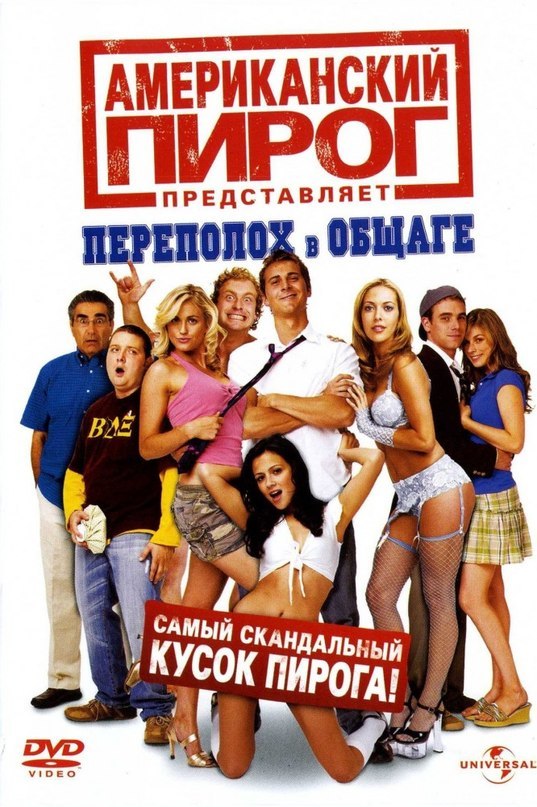 АМЕРИКАНСКИЙ
ПИРОГ
ПРЕДСТАВЛЯЕТ
ПЕРЕПОЛОХ в ОБЩАГЕ
ΒΔΞ
САМЫЙ СКАНДАЛЬНЫЙ
КУСОК ПИРОГА!
DVD
VIDEO
UNIVERSAL